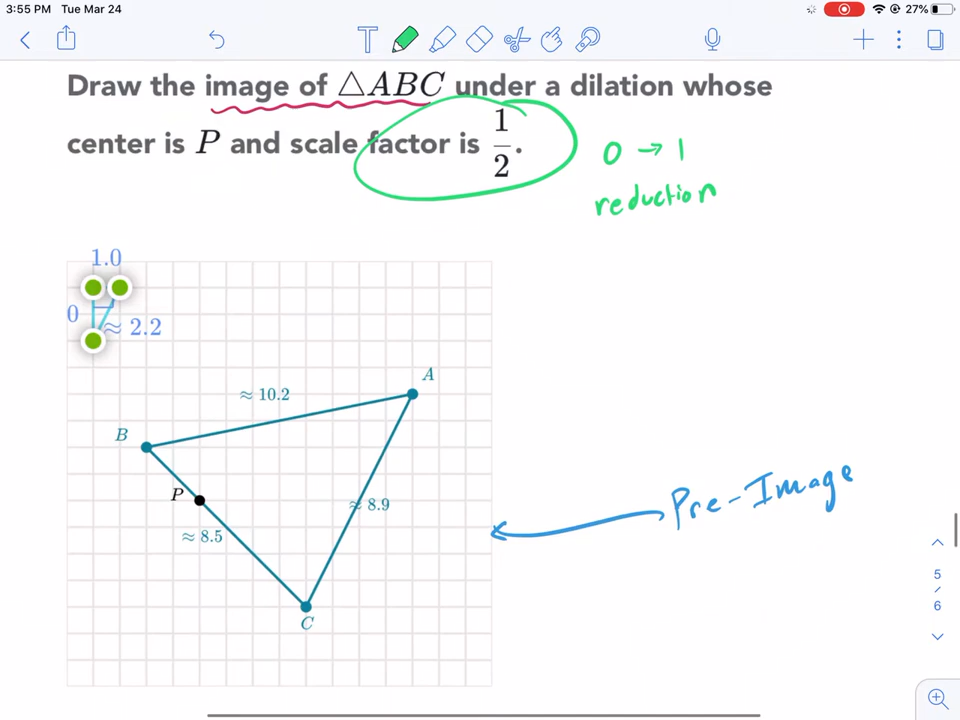 3:55 PM Tue Mar 24 27%
T
Draw the image of △ABC under a dilation whose
center is P and scale factor is 1/2.
0 → 1
reduction
1.0
0
≈ 2.2
A
≈ 10.2
B
P
≈ 8.9
≈ 8.5
C
Pre-Image
5
/
6